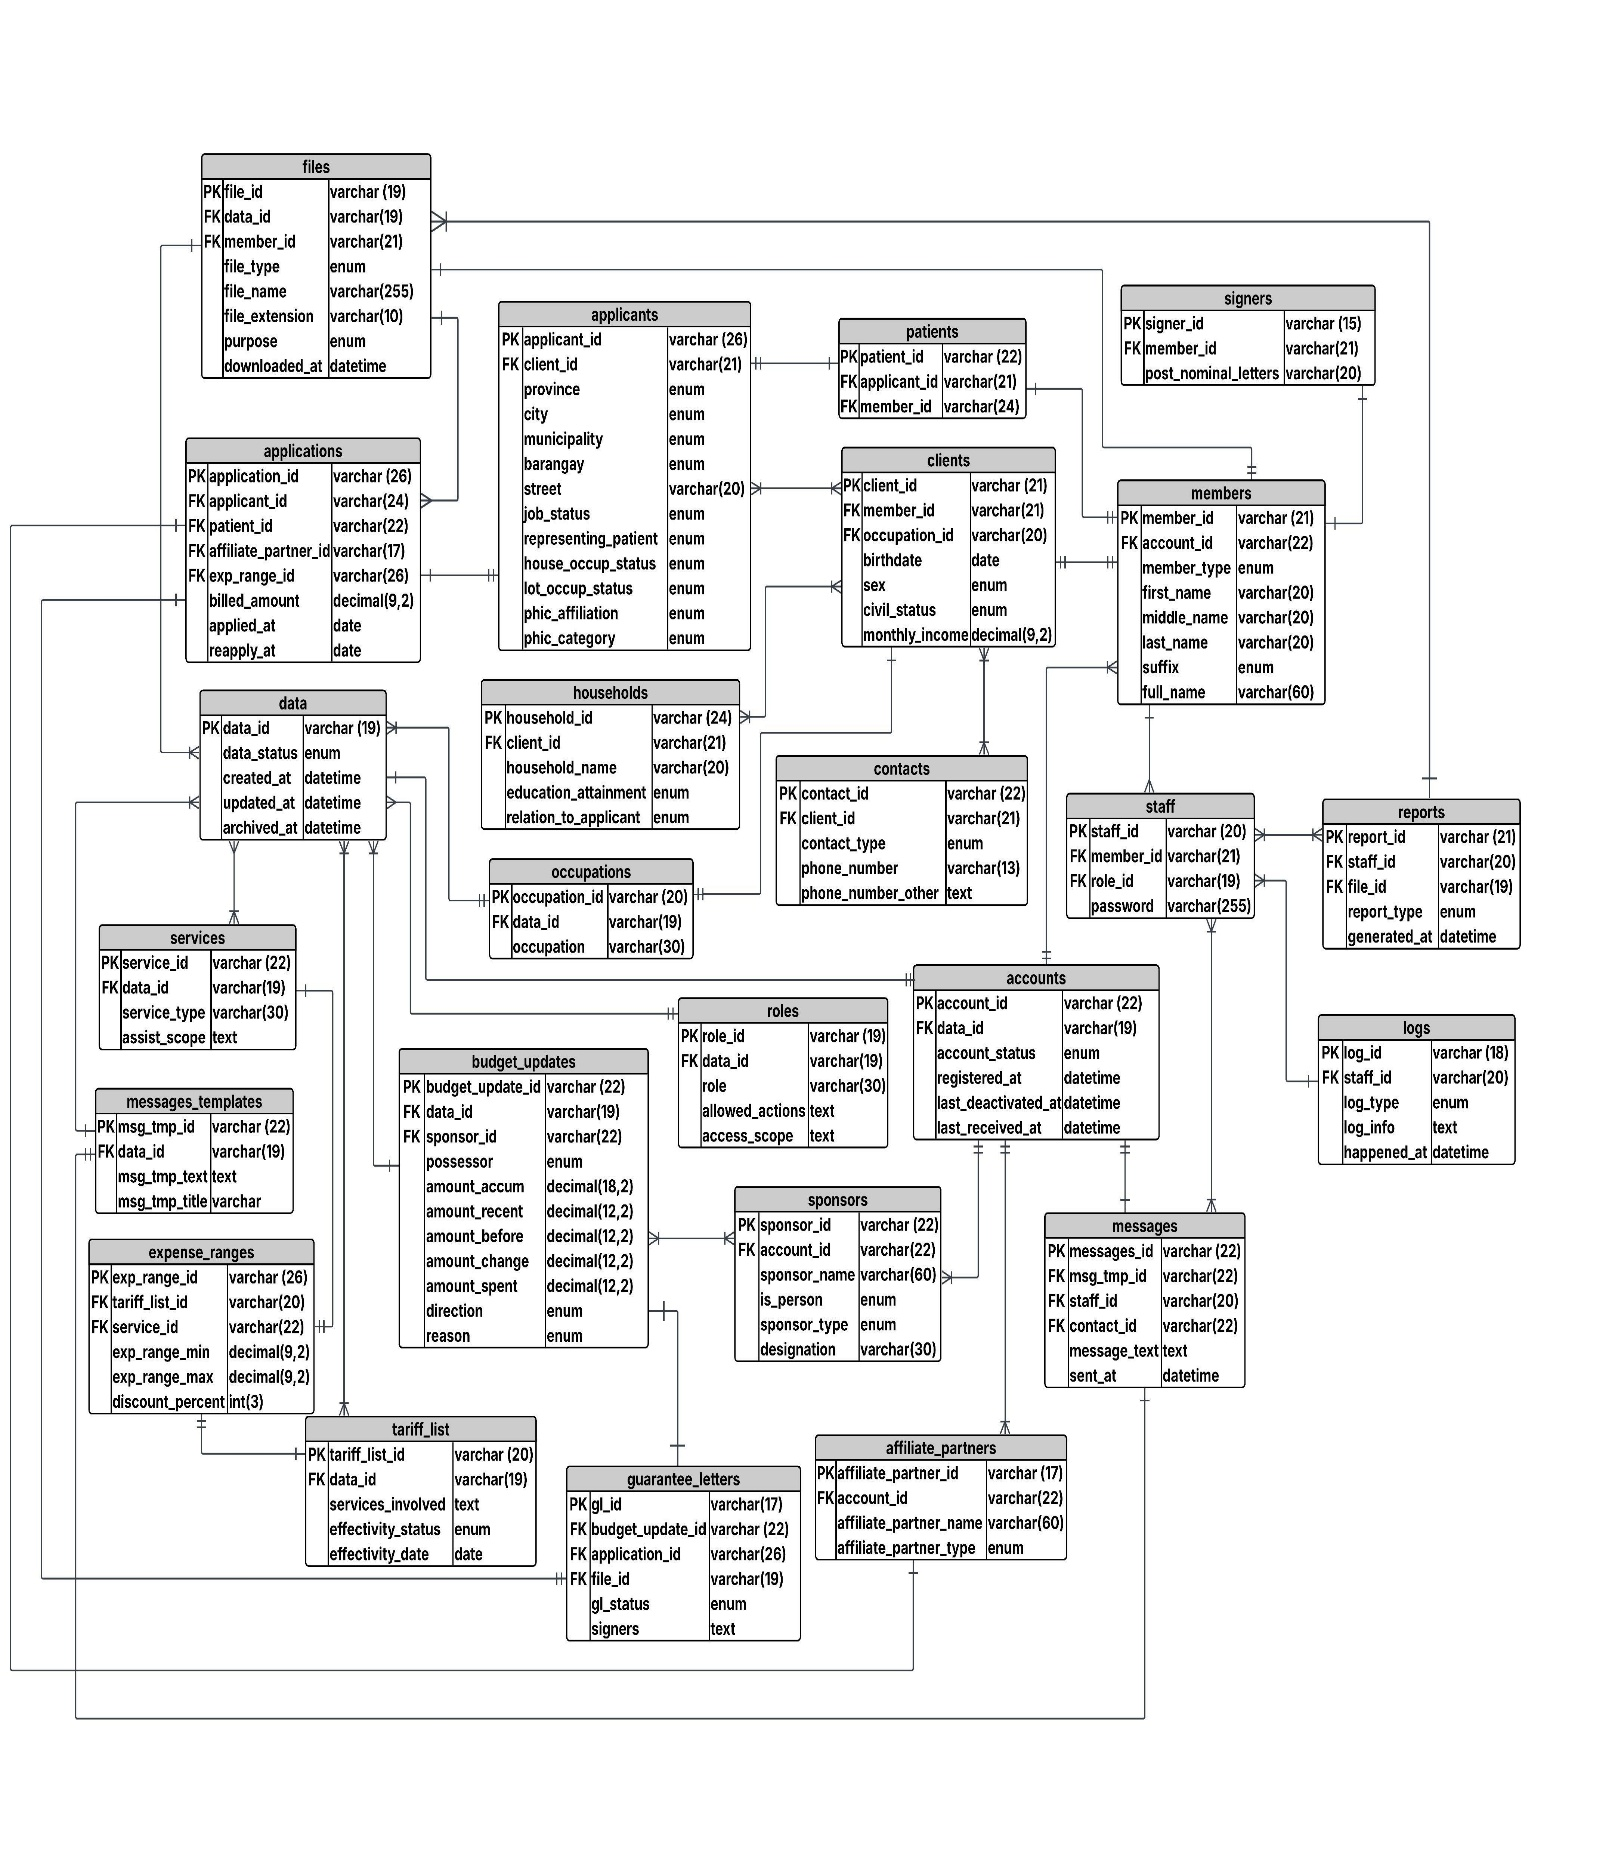 files
PK file_id varchar (19)
FK data_id varchar(19)
FK member_id varchar(21)
file_type enum
file_name varchar(255)
file_extension varchar(10)
purpose enum
downloaded_at datetime
signers
PK signer_id varchar (15)
FK member_id varchar(21)
post_nominal_letters varchar(20)
applicants
PK applicant_id varchar (26)
FK client_id varchar(21)
province enum
city enum
municipality enum
barangay enum
street varchar(20)
job_status enum
representing_patient enum
house_occup_status enum
lot_occup_status enum
phic_affiliation enum
phic_category enum
patients
PK patient_id varchar (22)
FK applicant_id varchar(21)
FK member_id varchar(24)
applications
PK application_id varchar (26)
FK applicant_id varchar(24)
FK patient_id varchar(22)
FK affiliate_partner_id varchar(17)
FK exp_range_id varchar(26)
billed_amount decimal(9,2)
applied_at date
reapply_at date
clients
PK client_id varchar (21)
FK member_id varchar(21)
FK occupation_id varchar(20)
birthdate date
sex enum
civil_status enum
monthly_income decimal(9,2)
members
PK member_id varchar (21)
FK account_id varchar(22)
member_type enum
first_name varchar(20)
middle_name varchar(20)
last_name varchar(20)
suffix enum
full_name varchar(60)
households
PK household_id varchar (24)
FK client_id varchar(21)
household_name varchar(20)
education_attainment enum
relation_to_applicant enum
data
PK data_id varchar (19)
data_status enum
created_at datetime
updated_at datetime
archived_at datetime
contacts
PK contact_id varchar (22)
FK client_id varchar(21)
contact_type enum
phone_number varchar(13)
phone_number_other text
staff
PK staff_id varchar (20)
FK member_id varchar(21)
FK role_id varchar(19)
password varchar(255)
reports
PK report_id varchar (21)
FK staff_id varchar(20)
FK file_id varchar(19)
report_type enum
generated_at datetime
occupations
PK occupation_id varchar (20)
FK data_id varchar(19)
occupation varchar(30)
services
PK service_id varchar (22)
FK data_id varchar(19)
service_type varchar(30)
assist_scope text
accounts
PK account_id varchar (22)
FK data_id varchar(19)
account_status enum
registered_at datetime
last_deactivated_at datetime
last_received_at datetime
roles
PK role_id varchar (19)
FK data_id varchar(19)
role varchar(30)
allowed_actions text
access_scope text
logs
PK log_id varchar (18)
FK staff_id varchar(20)
log_type enum
log_info text
happened_at datetime
budget_updates
PK budget_update_id varchar (22)
FK data_id varchar(19)
FK sponsor_id varchar(22)
possessor enum
amount_accum decimal(18,2)
amount_recent decimal(12,2)
amount_before decimal(12,2)
amount_change decimal(12,2)
amount_spent decimal(12,2)
direction enum
reason enum
messages_templates
PK msg_tmp_id varchar (22)
FK data_id varchar(19)
msg_tmp_text text
msg_tmp_title varchar
sponsors
PK sponsor_id varchar (22)
FK account_id varchar(22)
sponsor_name varchar(60)
is_person enum
sponsor_type enum
designation varchar(30)
messages
PK messages_id varchar (22)
FK msg_tmp_id varchar(22)
FK staff_id varchar(20)
FK contact_id varchar(22)
message_text text
sent_at datetime
expense_ranges
PK exp_range_id varchar (26)
FK tariff_list_id varchar(20)
FK service_id varchar(22)
exp_range_min decimal(9,2)
exp_range_max decimal(9,2)
discount_percent int(3)
tariff_list
PK tariff_list_id varchar (20)
FK data_id varchar(19)
services_involved text
effectivity_status enum
effectivity_date date
affiliate_partners
PK affiliate_partner_id varchar (17)
FK account_id varchar(22)
affiliate_partner_name varchar(60)
affiliate_partner_type enum
guarantee_letters
PK gl_id varchar(17)
FK budget_update_id varchar (22)
FK application_id varchar(26)
FK file_id varchar(19)
gl_status enum
signers text